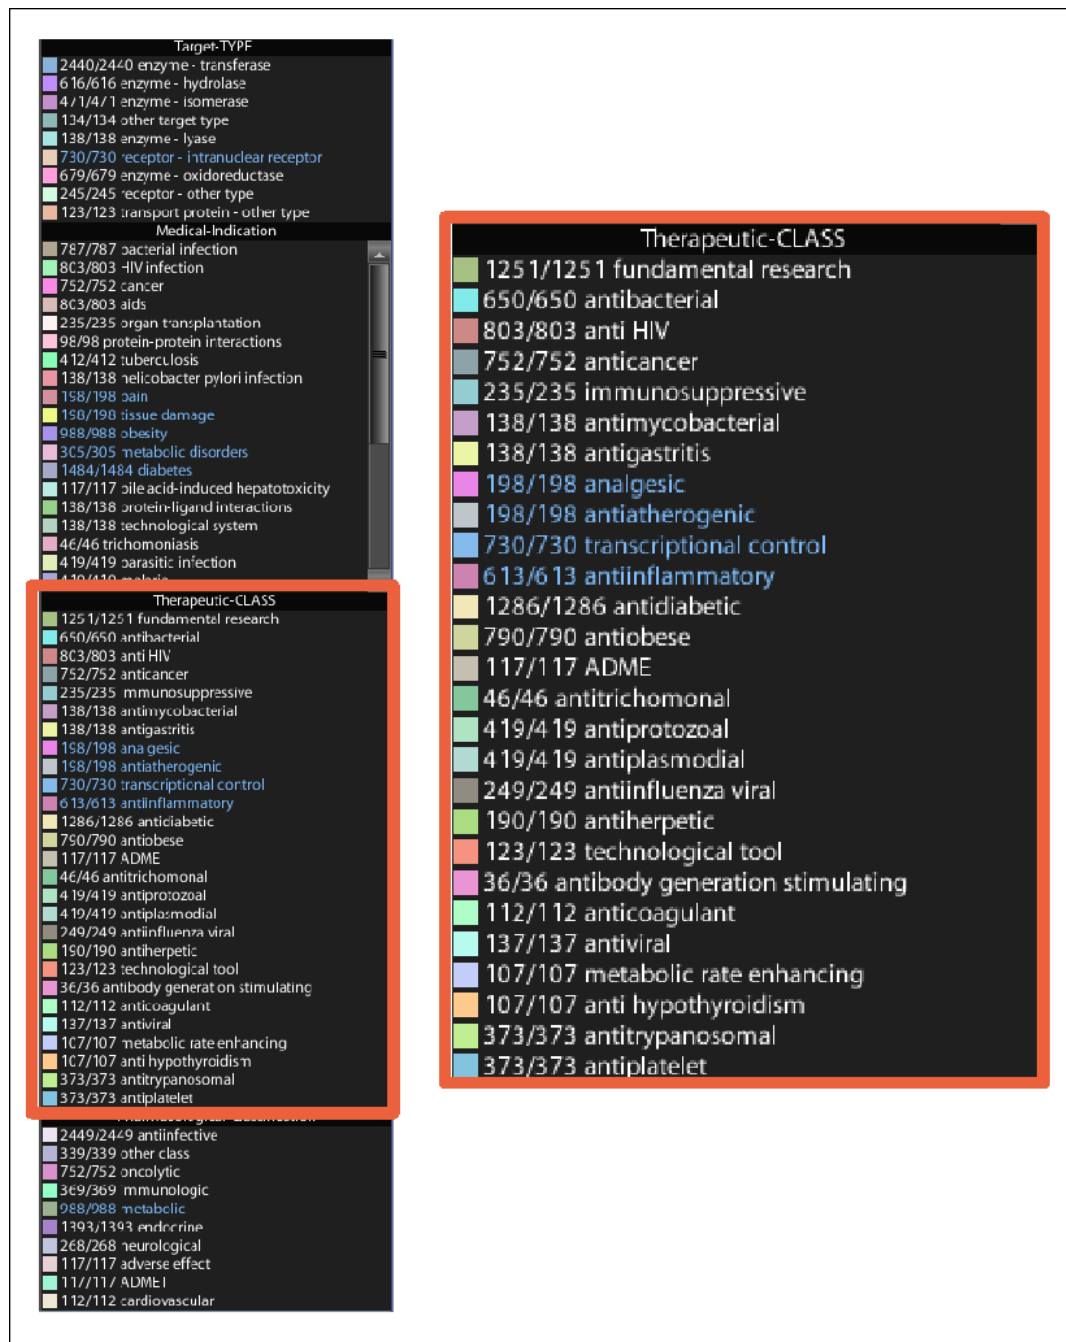 Target-TYPE
2440/2440 enzyme - transferase
616/616 enzyme - hydrolase
471/471 enzyme - isomerase
134/134 other target type
138/138 enzyme - lyase
730/730 receptor - intranuclear receptor
679/679 enzyme - oxidoreductase
245/245 receptor - other type
123/123 transport protein - other type
Medical-Indication
787/787 bacterial infection
803/803 HIV infection
752/752 cancer
803/803 aids
235/235 organ transplantation
98/98 protein-protein interactions
412/412 tuberculosis
138/138 helicobacter pylori infection
198/198 pain
198/198 tissue damage
988/988 obesity
305/305 metabolic disorders
1484/1484 diabetes
117/117 bile acid-induced hepatotoxicity
138/138 protein-ligand interactions
138/138 technological system
46/46 trichomoniasis
419/419 parasitic infection
419/419 malaria
Therapeutic-CLASS
1251/1251 fundamental research
650/650 antibacterial
803/803 anti HIV
752/752 anticancer
235/235 immunosuppressive
138/138 antimycobacterial
138/138 antigastritis
198/198 analgesic
198/198 antiatherogenic
730/730 transcriptional control
613/613 antiinflammatory
1286/1286 antidiabetic
790/790 antiobese
117/117 ADME
46/46 antitrichomonal
419/419 antiprotozoal
419/419 antiplasmodial
249/249 antiinfluenza viral
190/190 antiherpetic
123/123 technological tool
36/36 antibody generation stimulating
112/112 anticoagulant
137/137 antiviral
107/107 metabolic rate enhancing
107/107 anti hypothyroidism
373/373 antitrypanosomal
373/373 antiplatelet
2449/2449 antiinfective
339/339 other class
752/752 oncolytic
369/369 immunologic
988/988 metabolic
1393/1393 endocrine
268/268 neurological
117/117 adverse effect
117/117 ADMET
112/112 cardiovascular
Therapeutic-CLASS
1251/1251 fundamental research
650/650 antibacterial
803/803 anti HIV
752/752 anticancer
235/235 immunosuppressive
138/138 antimycobacterial
138/138 antigastritis
198/198 analgesic
198/198 antiatherogenic
730/730 transcriptional control
613/613 antiinflammatory
1286/1286 antidiabetic
790/790 antiobese
117/117 ADME
46/46 antitrichomonal
419/419 antiprotozoal
419/419 antiplasmodial
249/249 antiinfluenza viral
190/190 antiherpetic
123/123 technological tool
36/36 antibody generation stimulating
112/112 anticoagulant
137/137 antiviral
107/107 metabolic rate enhancing
107/107 anti hypothyroidism
373/373 antitrypanosomal
373/373 antiplatelet